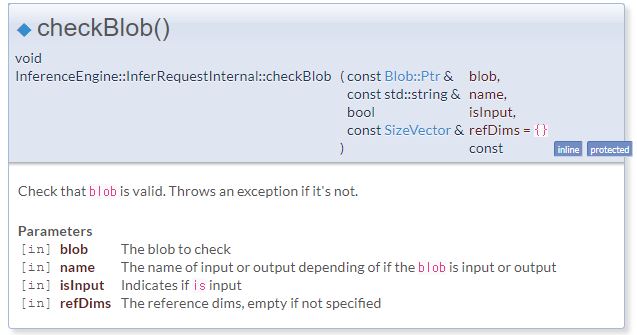 checkBlob()
void
InferenceEngine::InferRequestInternal::checkBlob ( const Blob::Ptr & blob,
const std::string & name,
bool isInput,
const SizeVector & refDims = {}
) const inline protected
Check that blob is valid. Throws an exception if it's not.
Parameters
[in] blob The blob to check
[in] name The name of input or output depending of if the blob is input or output
[in] isInput Indicates if is input
[in] refDims The reference dims, empty if not specified